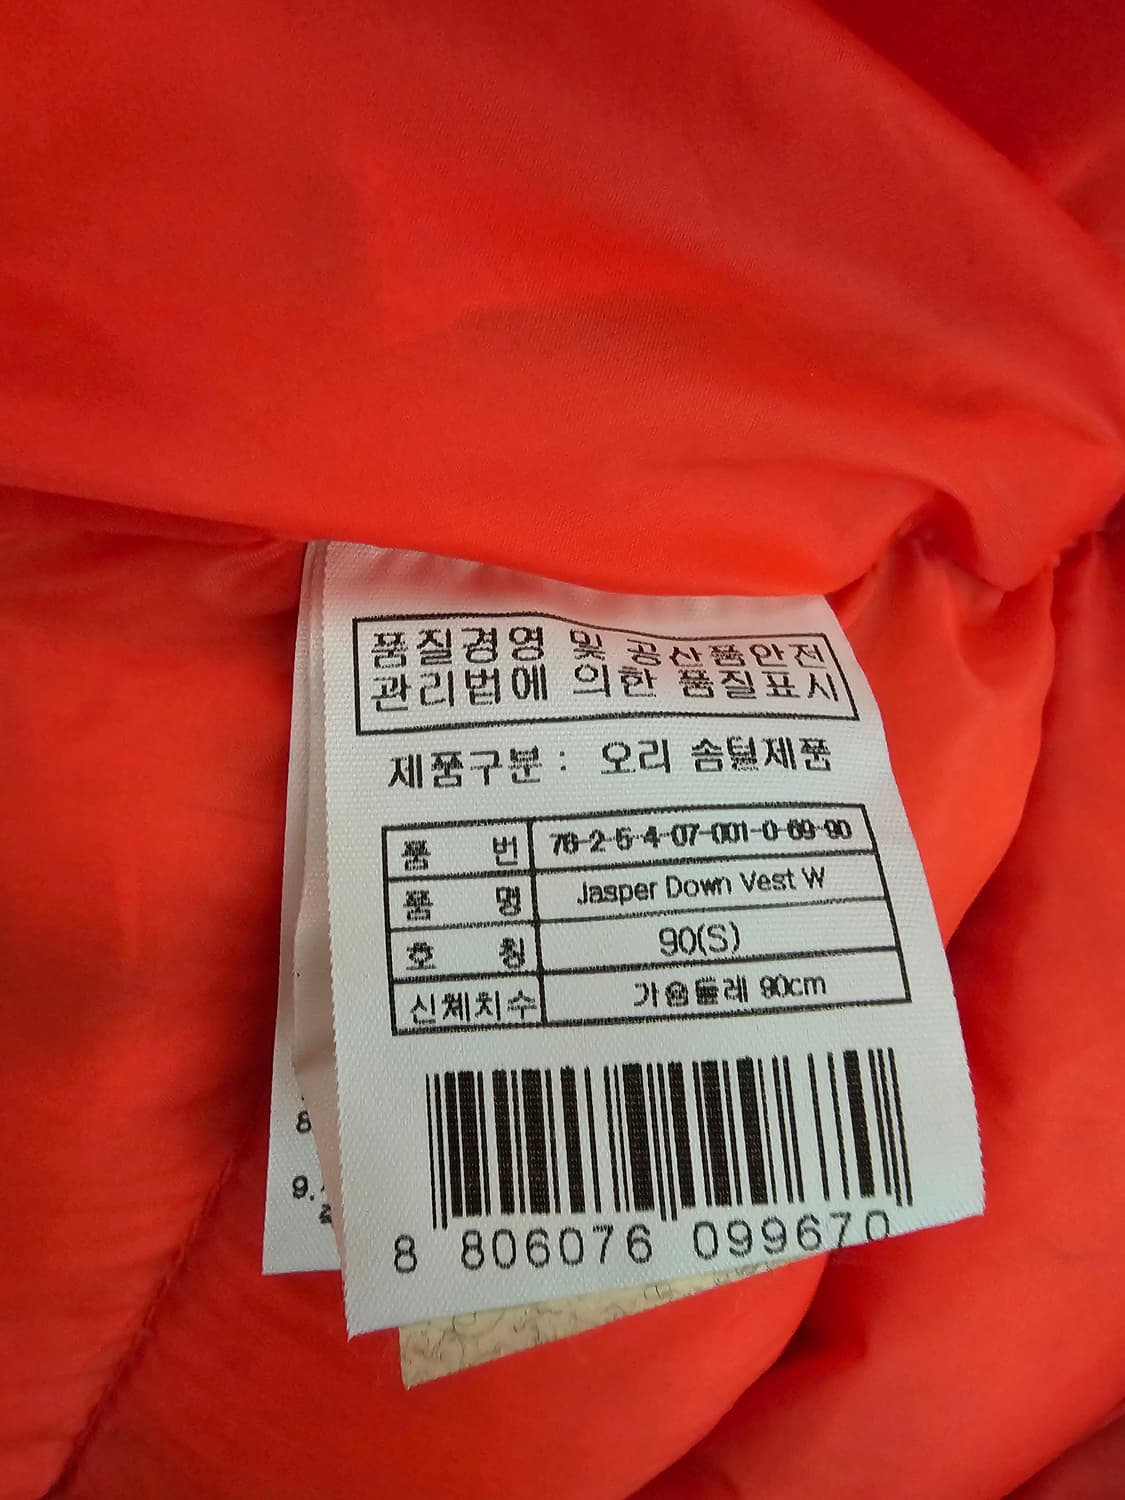 품질경영 및 공산품안전
관리법에 의한 품질표시
제품구분 : 오리 솜털제품
품 번 76-2-5-4-07-001-0-69-90
품 명 Jasper Down Vest W
호 칭 90(S)
신체치수 가슴둘레 90cm
8 806076 099670
8
9.